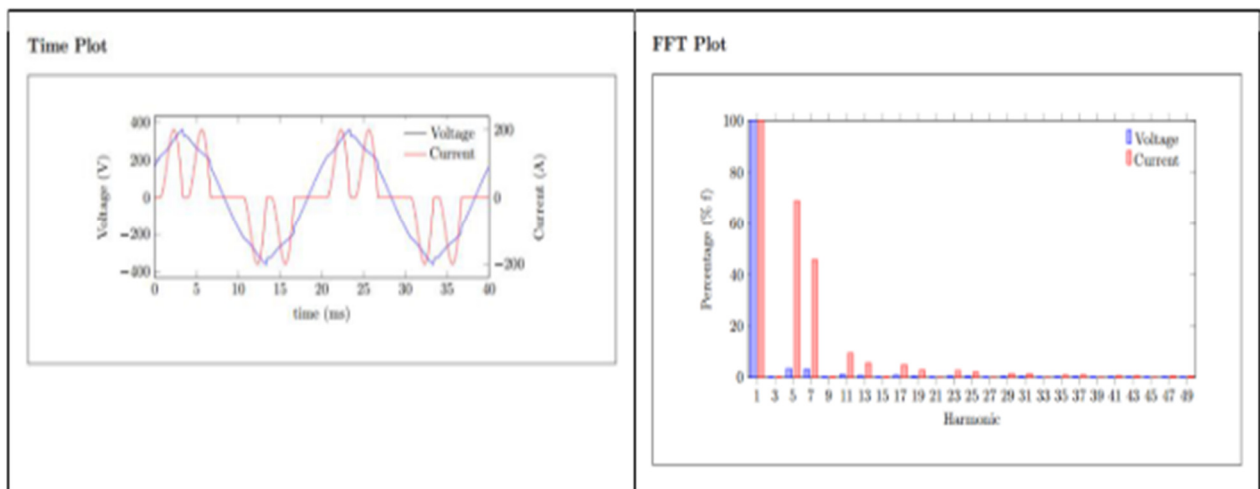 Time Plot
400
200
0
−200
−400
Voltage (V)
Voltage
Current
200
0
−200
Current (A)
0 5 10 15 20 25 30 35 40
time (ms)
FFT Plot
100
80
60
40
20
0
Percentage (% f)
Voltage
Current
1 3 5 7 9 11 13 15 17 19 21 23 25 27 29 31 33 35 37 39 41 43 45 47 49
Harmonic